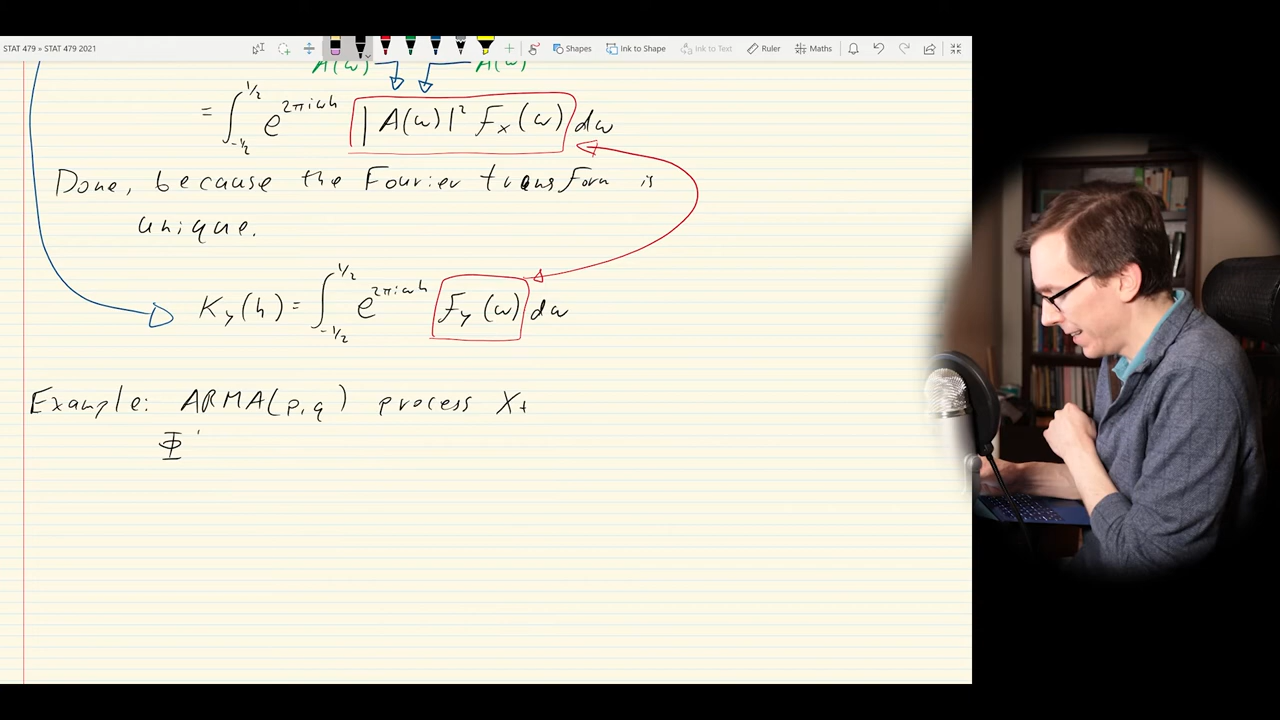 STAT 479 » STAT 479 2021
Shapes Ink to Shape Ink to Text Ruler Maths
A(ω) A(ω)
= ∫_{-1/2}^{1/2} e^{2πiωh} |A(ω)|² f_x(ω) dω
Done, because the Fourier transform is
unique.
K_y(h) = ∫_{-1/2}^{1/2} e^{2πiωh} f_y(ω) dω
Example: ARMA(p,q) process X_t
Φ